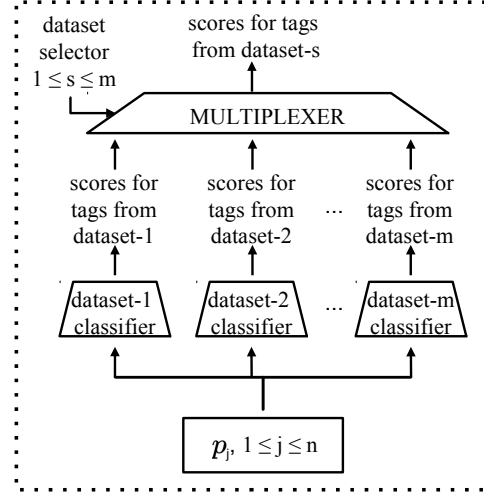 dataset
selector
1 ≤ s ≤ m
scores for tags
from dataset-s
MULTIPLEXER
scores for
tags from
dataset-1
scores for
tags from
dataset-2
...
scores for
tags from
dataset-m
dataset-1
classifier
dataset-2
classifier
...
dataset-m
classifier
pj, 1 ≤ j ≤ n